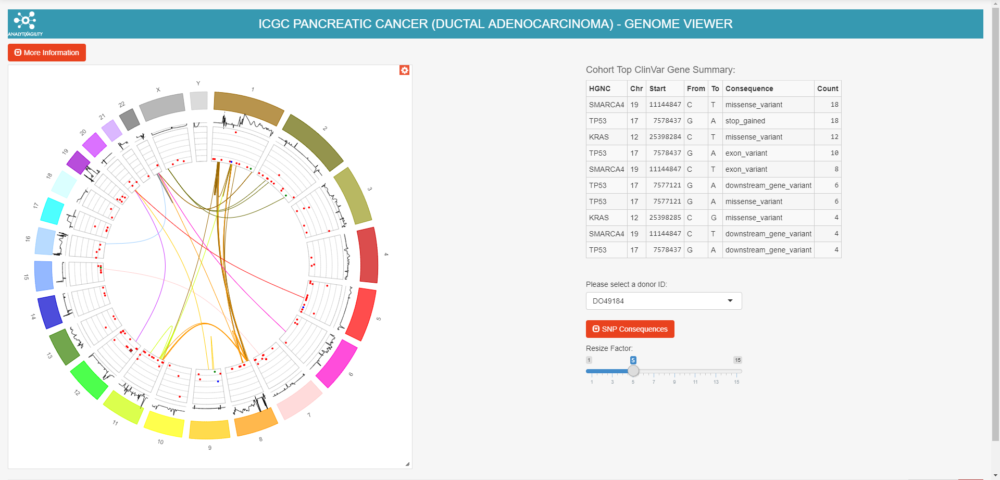 ANALYTIXAGILITY
ICGC PANCREATIC CANCER (DUCTAL ADENOCARCINOMA) - GENOME VIEWER
More Information
1
2
3
4
5
6
7
8
9
10
11
12
13
14
15
16
17
18
19
20
21
22
X
Y
Cohort Top ClinVar Gene Summary:
HGNC Chr Start From To Consequence Count
SMARCA4 19 11144847 C T missense_variant 18
TP53 17 7578437 G A stop_gained 18
KRAS 12 25398284 C T missense_variant 12
TP53 17 7578437 G A exon_variant 10
SMARCA4 19 11144847 C T exon_variant 8
TP53 17 7577121 G A downstream_gene_variant 6
TP53 17 7577121 G A missense_variant 6
KRAS 12 25398285 C G missense_variant 4
SMARCA4 19 11144847 C T downstream_gene_variant 4
TP53 17 7578437 G A downstream_gene_variant 4
Please select a donor ID:
DO49184
SNP Consequences
Resize Factor:
1 5 15
1 3 5 7 9 11 13 15